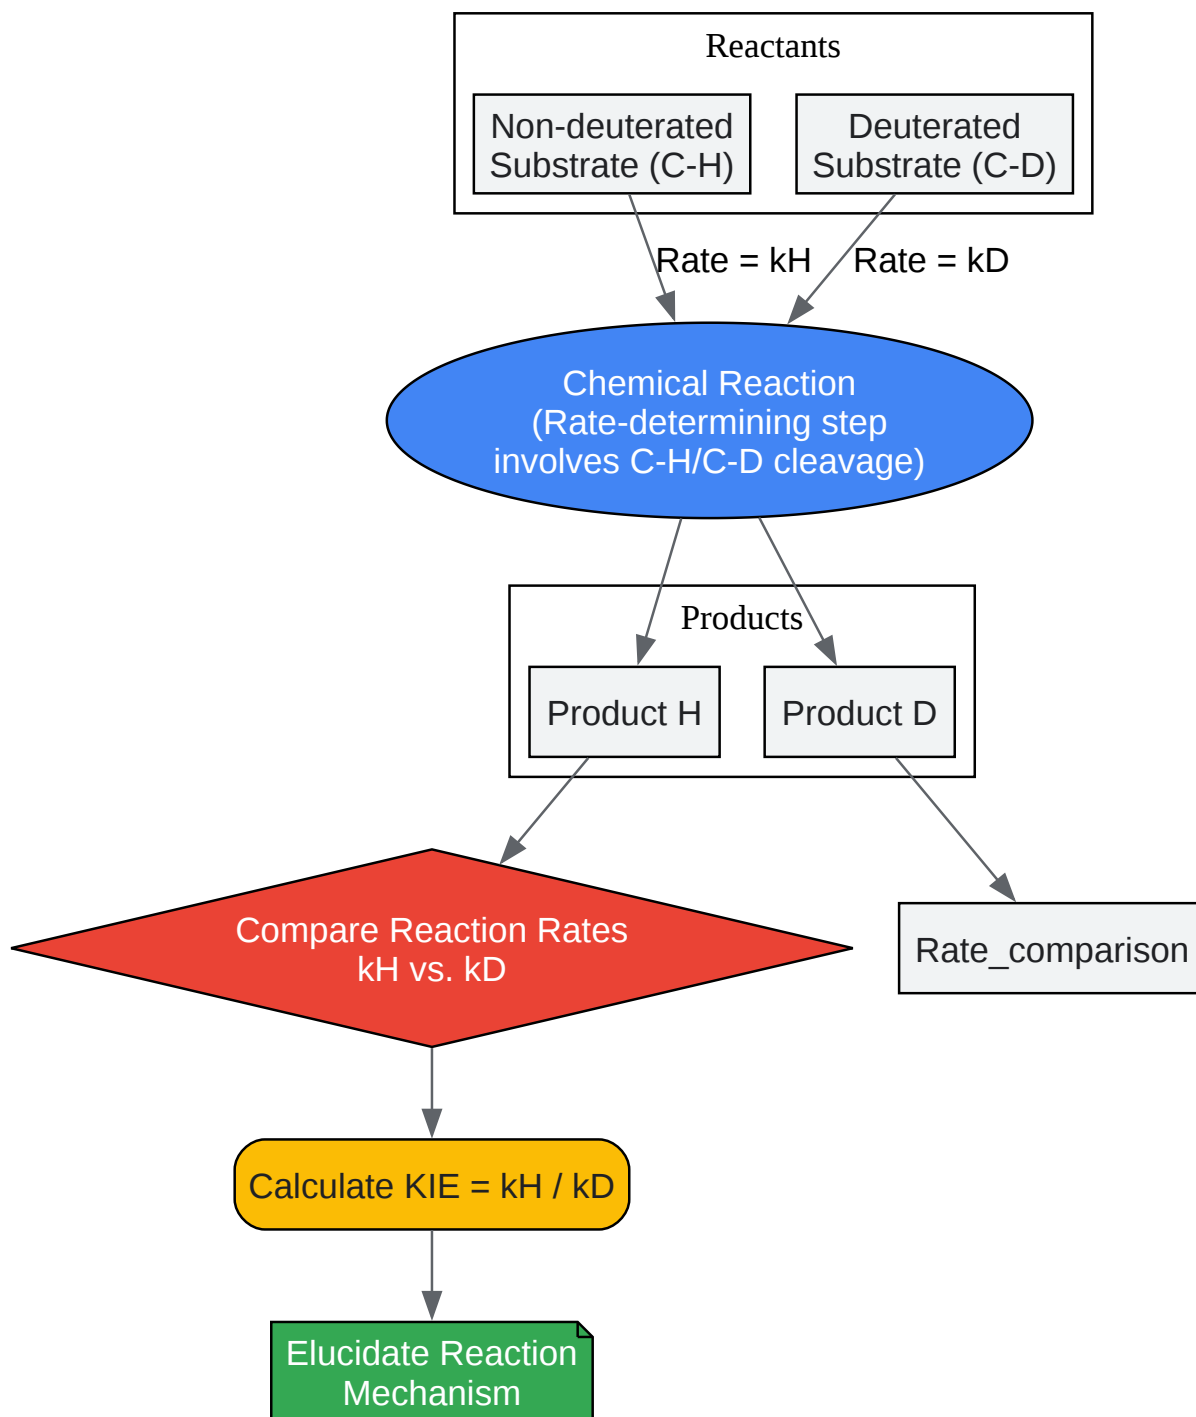 Reactants
Non-deuterated
Substrate (C-H)
Deuterated
Substrate (C-D)
Rate = kH
Rate = kD
Chemical Reaction
(Rate-determining step
involves C-H/C-D cleavage)
Products
Product H
Product D
Compare Reaction Rates
kH vs. kD
Rate_comparison
Calculate KIE = kH / kD
Elucidate Reaction
Mechanism